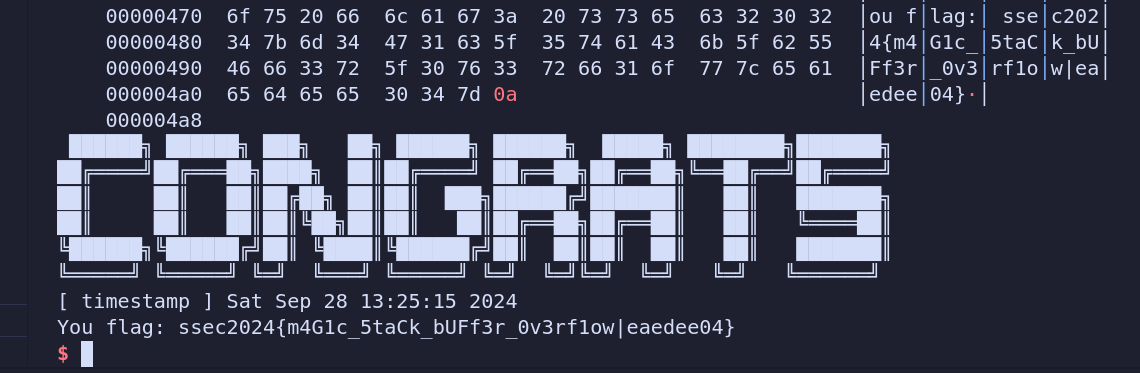 00000470  6f 75 20 66  6c 61 67 3a  20 73 73 65  63 32 30 32  │ou f│lag:│ sse│c202│
00000480  34 7b 6d 34  47 31 63 5f  35 74 61 43  6b 5f 62 55  │4{m4│G1c_│5taC│k_bU│
00000490  46 66 33 72  5f 30 76 33  72 66 31 6f  77 7c 65 61  │Ff3r│_0v3│rf1o│w|ea│
000004a0  65 64 65 65  30 34 7d 0a                            │edee│04}·│
000004a8
CONGRATS
[ timestamp ] Sat Sep 28 13:25:15 2024
You flag: ssec2024{m4G1c_5taCk_bUFf3r_0v3rf1ow|eaedee04}
$